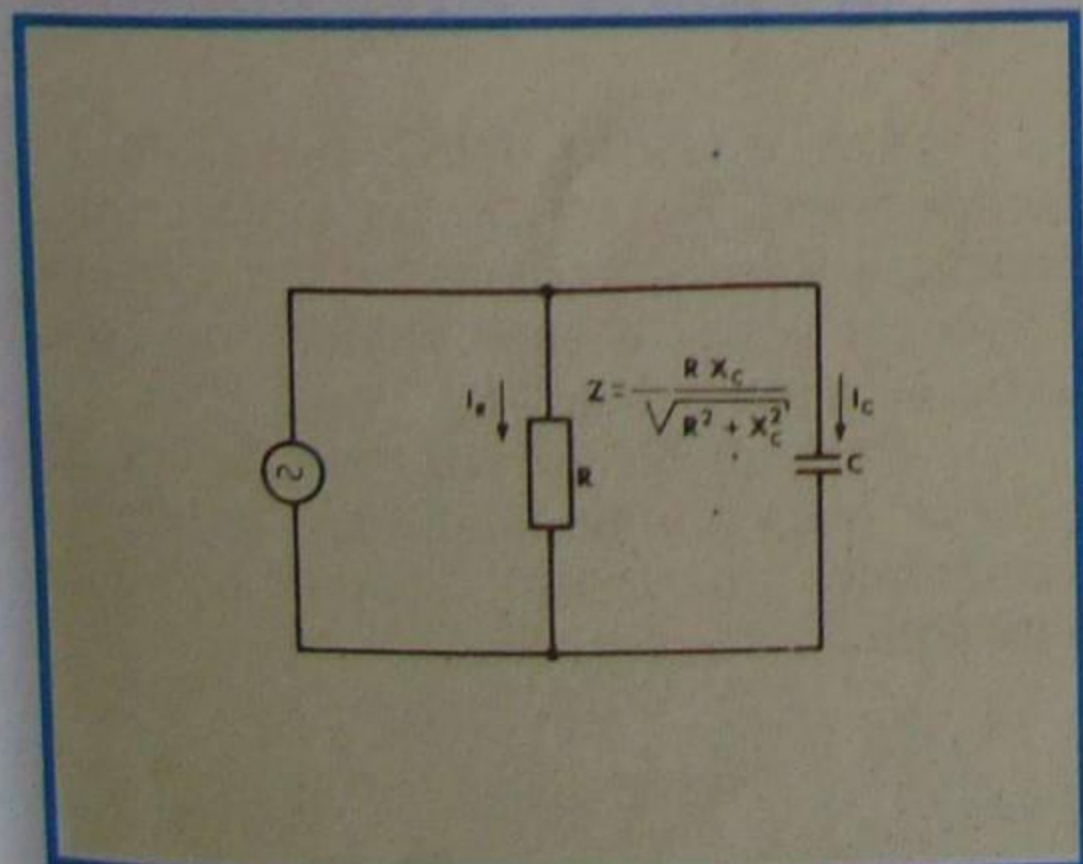 I_R
Z = R X_C / √(R² + X_C²)
I_C
R
C